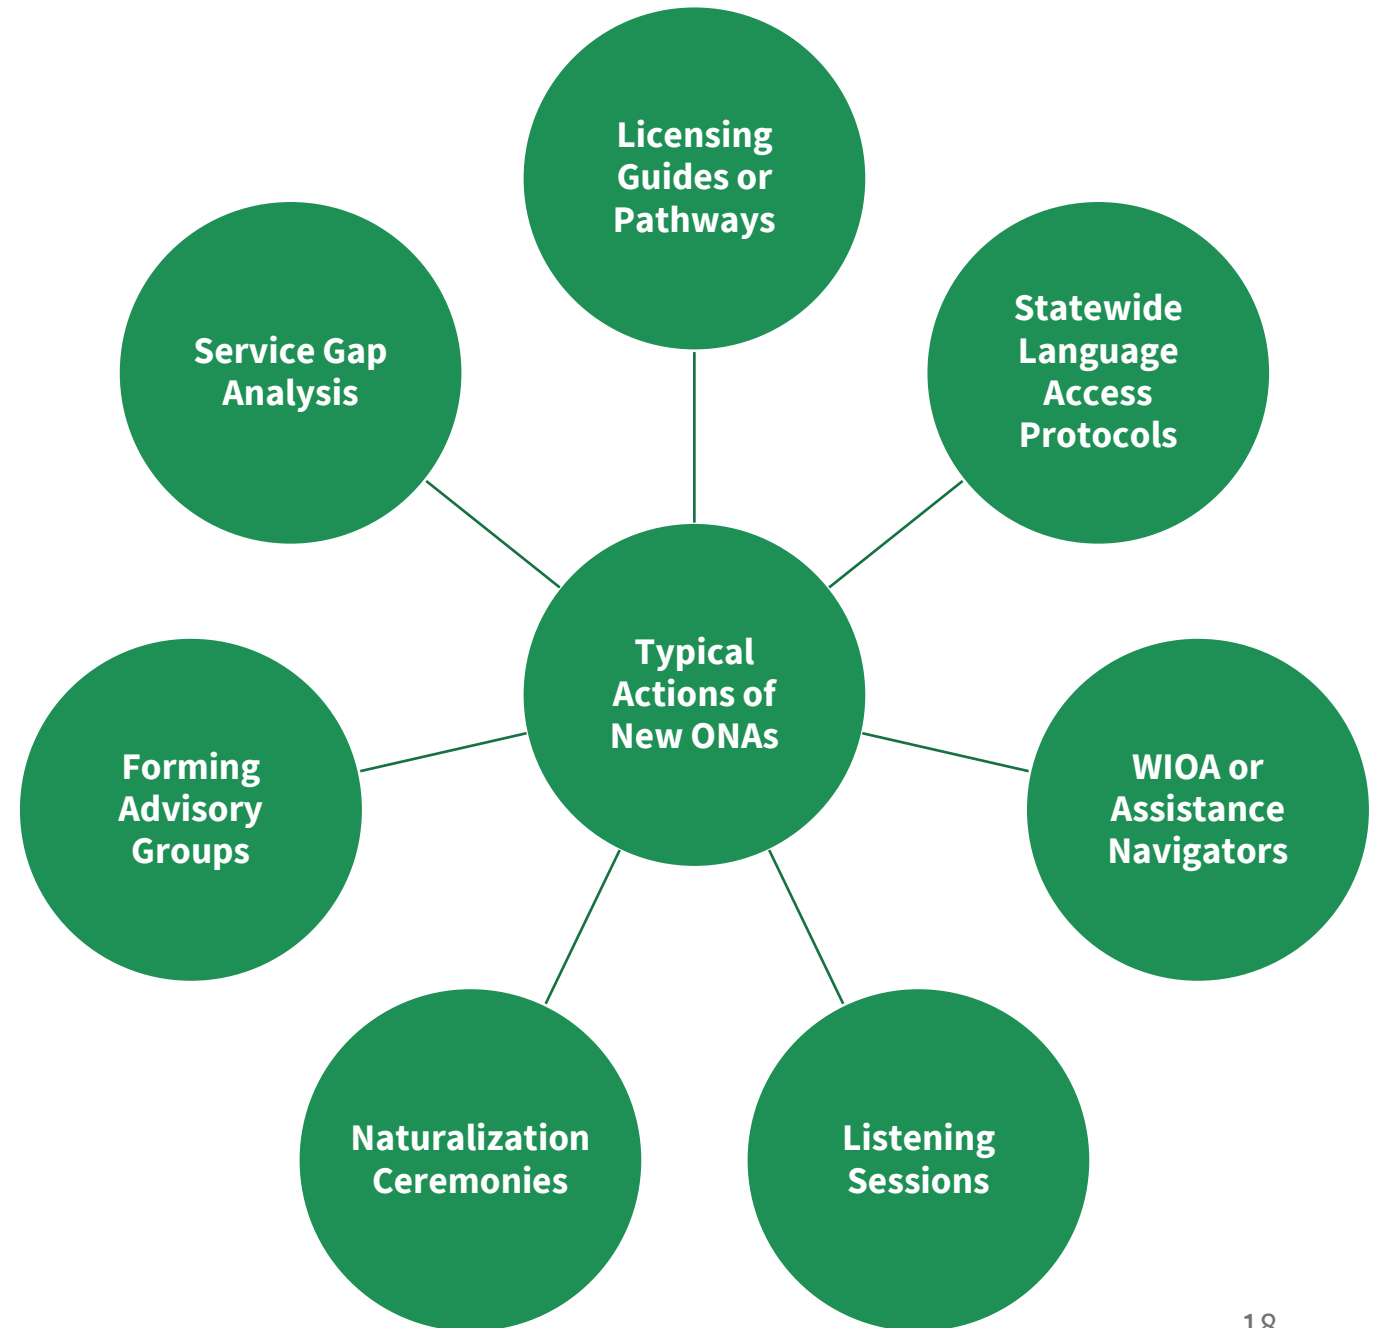 Licensing
Guides or
Pathways
Statewide
Language
Access
Protocols
Service Gap
Analysis
Typical
Actions of
New ONAs
Forming
Advisory
Groups
WIOA or
Assistance
Navigators
Naturalization
Ceremonies
Listening
Sessions
18